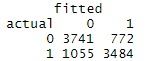 fitted
actual 0 1
0 3741 772
1 1055 3484